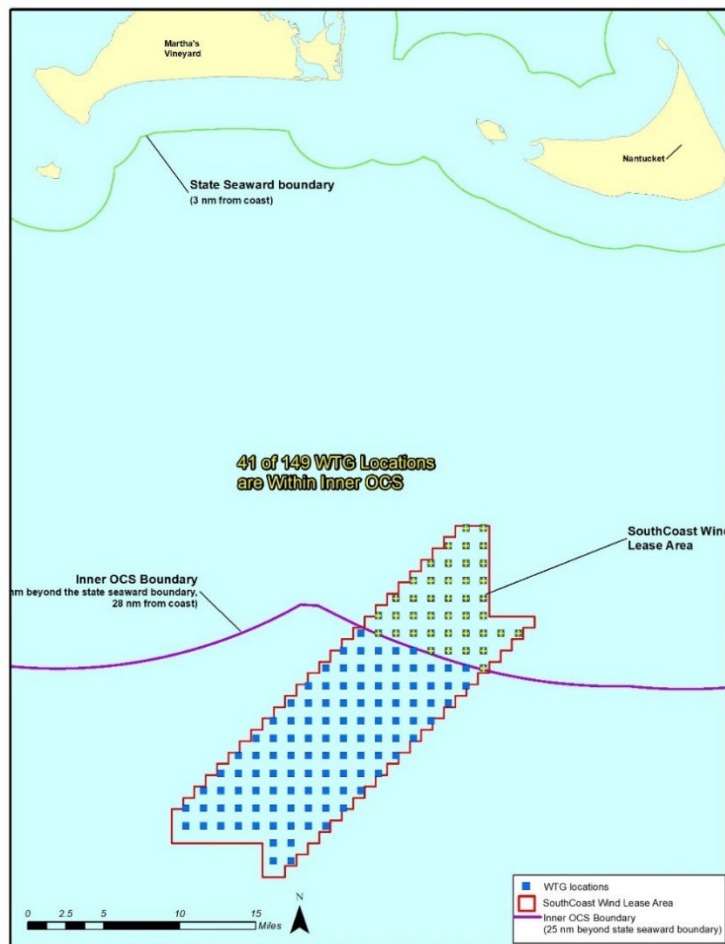 Martha's
Vineyard
Nantucket
State Seaward boundary
(3 nm from coast)
41 of 149 WTG Locations
are Within Inner OCS
SouthCoast Wind
Lease Area
Inner OCS Boundary
nm beyond the state seaward boundary,
28 nm from coast)
N
0 2.5 5 10 15
Miles
WTG locations
SouthCoast Wind Lease Area
Inner OCS Boundary
(25 nm beyond state seaward boundary)